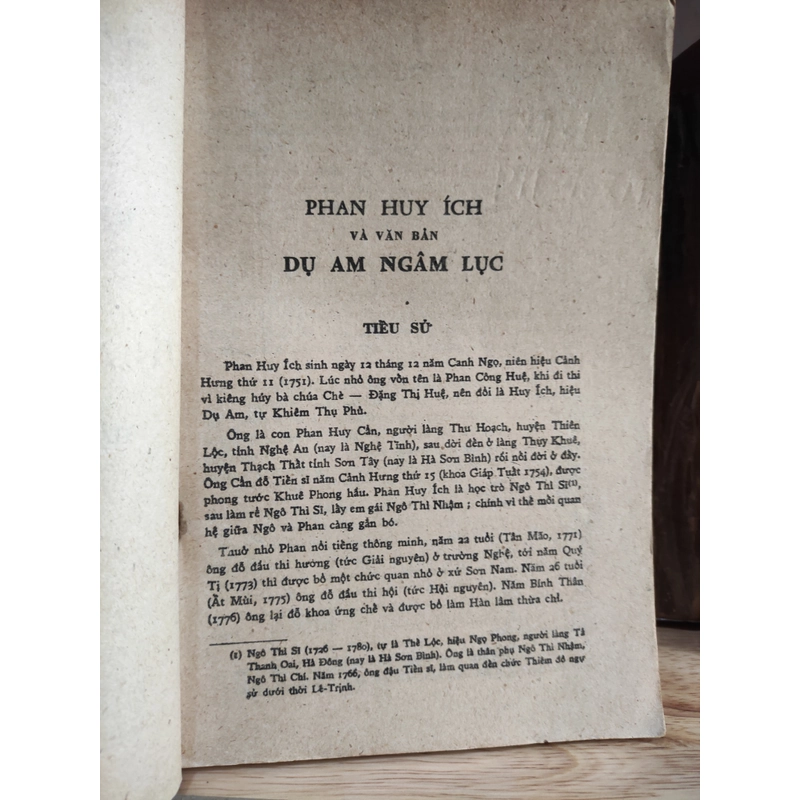 PHAN HUY ÍCH
VÀ VĂN BẢN
DỤ AM NGÂM LỤC
TIỂU SỬ
Phan Huy Ích sinh ngày 12 tháng 12 năm Canh Ngọ, niên hiệu Cảnh
Hưng thứ 11 (1751). Lúc nhỏ ông vốn tên là Phan Công Huệ, khi đi thi
vì kiêng húy bà chúa Chè — Đặng Thị Huệ, nên đổi là Huy Ích, hiệu
Dụ Am, tự Khiêm Thụ Phủ.
Ông là con Phan Huy Cẩn, người làng Thu Hoạch, huyện Thiên
Lộc, tỉnh Nghệ An (nay là Nghệ Tĩnh), sau dời đến ở làng Thụy Khuê,
huyện Thạch Thất tỉnh Sơn Tây (nay là Hà Sơn Bình) rồi nối đời ở đây.
Ông Cẩn đỗ Tiến sĩ năm Cảnh Hưng thứ 15 (khoa Giáp Tuất 1754), được
phong tước Khuê Phong hầu. Phan Huy Ích là học trò Ngô Thì Sĩ(1),
sau làm rể Ngô Thì Sĩ, lấy em gái Ngô Thì Nhậm ; chính vì thế mối quan
hệ giữa Ngô và Phan càng gắn bó.
Thuở nhỏ Phan nổi tiếng thông minh, năm 22 tuổi (Tân Mão, 1771)
ông đỗ đầu thi hương (tức Giải nguyên) ở trường Nghệ, tới năm Quý
Tị (1773) thì được bổ một chức quan nhỏ ở xứ Sơn Nam. Năm 26 tuổi
(Ất Mùi, 1775) ông đỗ đầu thi hội (tức Hội nguyên). Năm Bính Thân
(1776) ông lại đỗ khoa ứng chế và được bổ làm Hàn lâm thừa chỉ.
(1) Ngô Thì Sĩ (1726 — 1780), tự là Thế Lộc, hiệu Ngọ Phong, người làng Tả
Thanh Oai, Hà Đông (nay là Hà Sơn Bình). Ông là thân phụ Ngô Thì Nhậm,
Ngô Thì Chí. Năm 1766, ông đậu Tiến sĩ, làm quan đến chức Thiêm đô ngự
sử dưới thời Lê-Trịnh.